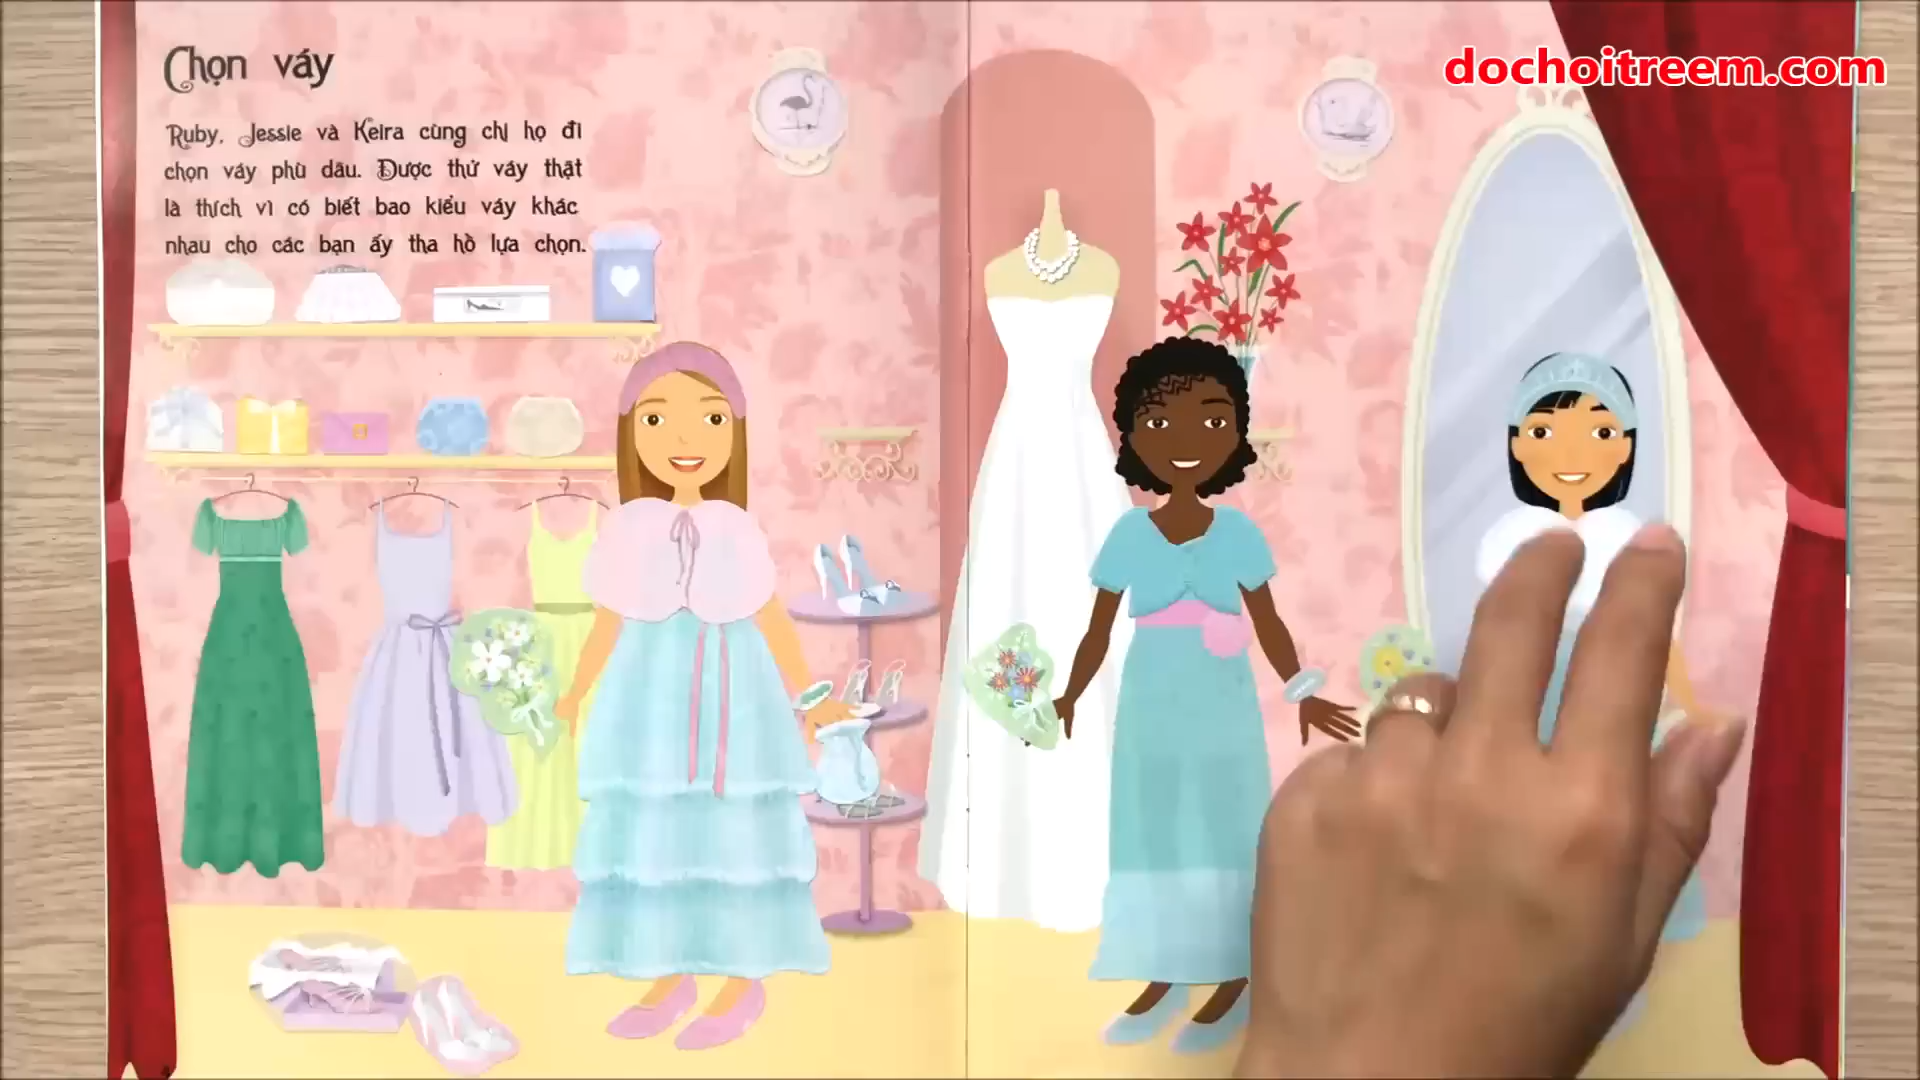 Chọn váy
dochoitreem.com
Ruby, Jessie và Keira cùng chị họ đi
chọn váy phù dâu. Được thử váy thật
là thích vì có biết bao kiểu váy khác
nhau cho các bạn ấy tha hồ lựa chọn.